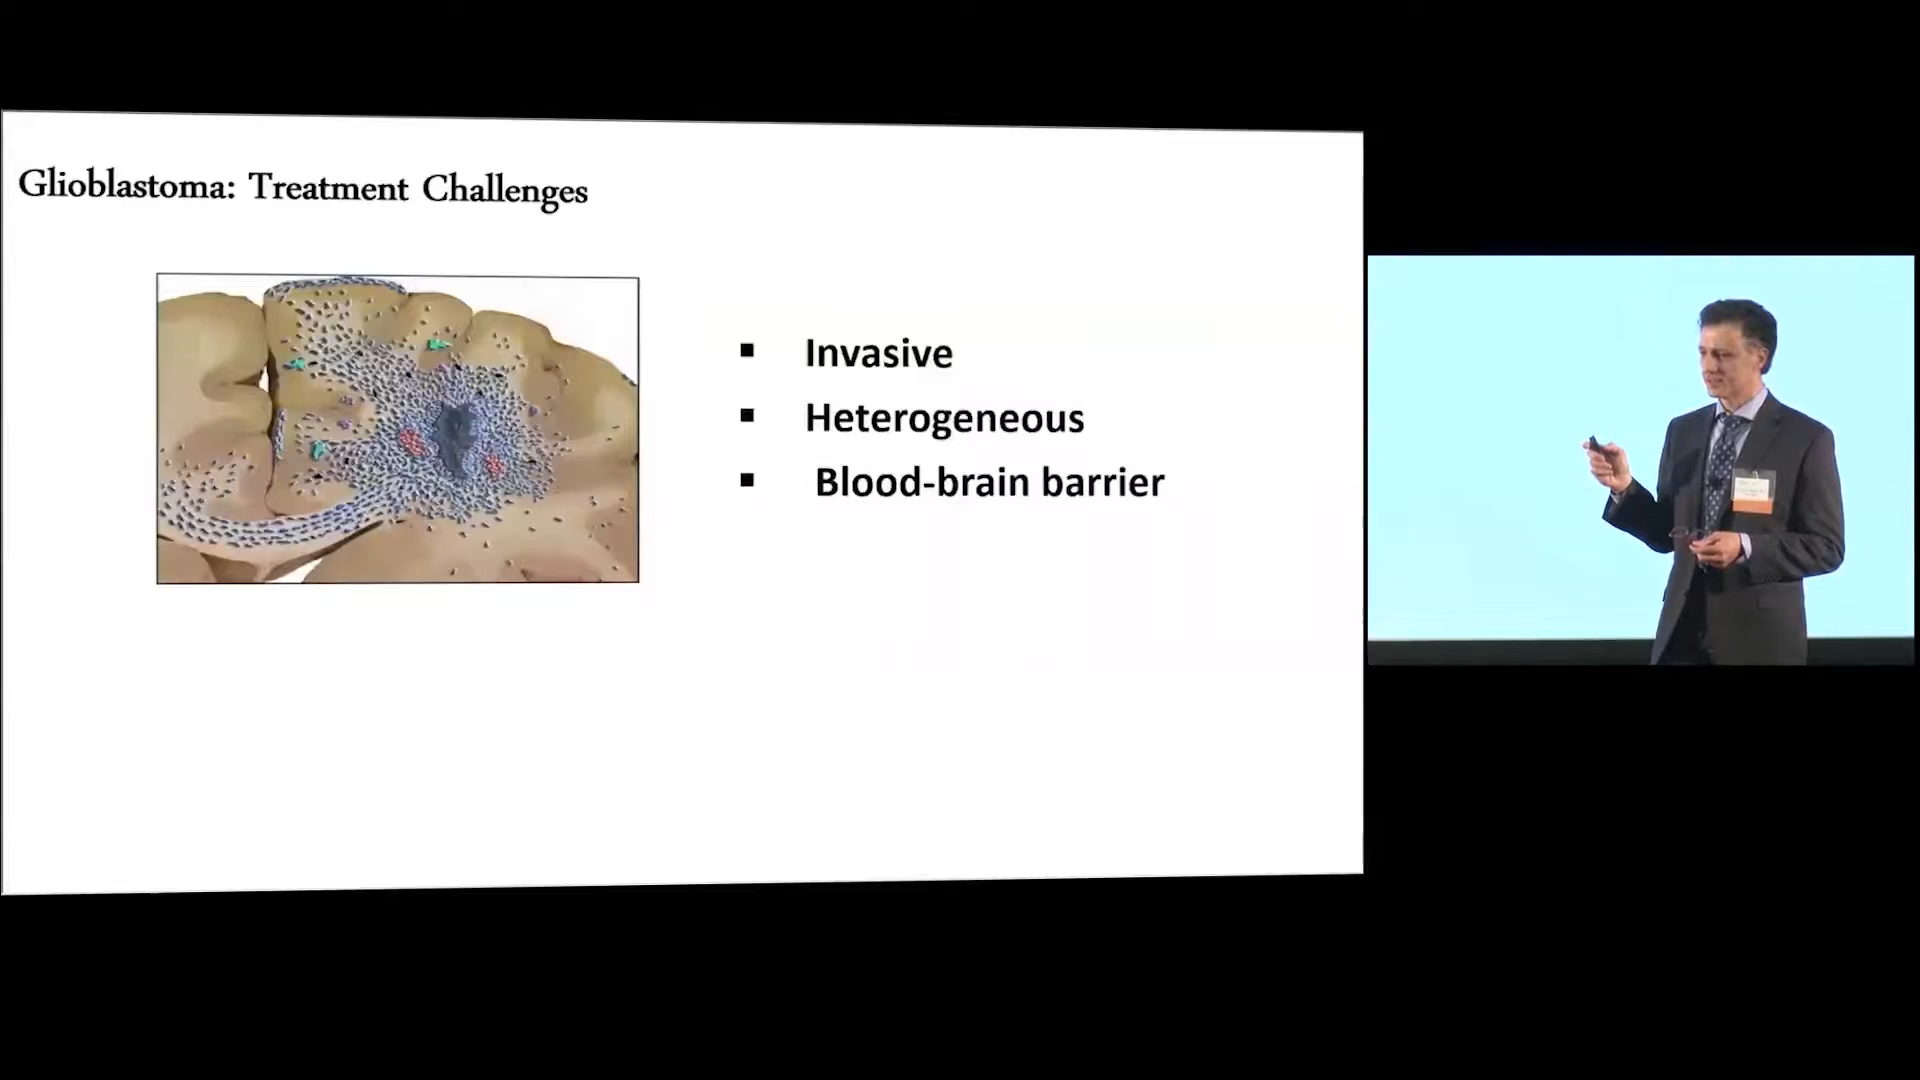 Glioblastoma: Treatment Challenges
▪ Invasive
▪ Heterogeneous
▪ Blood-brain barrier